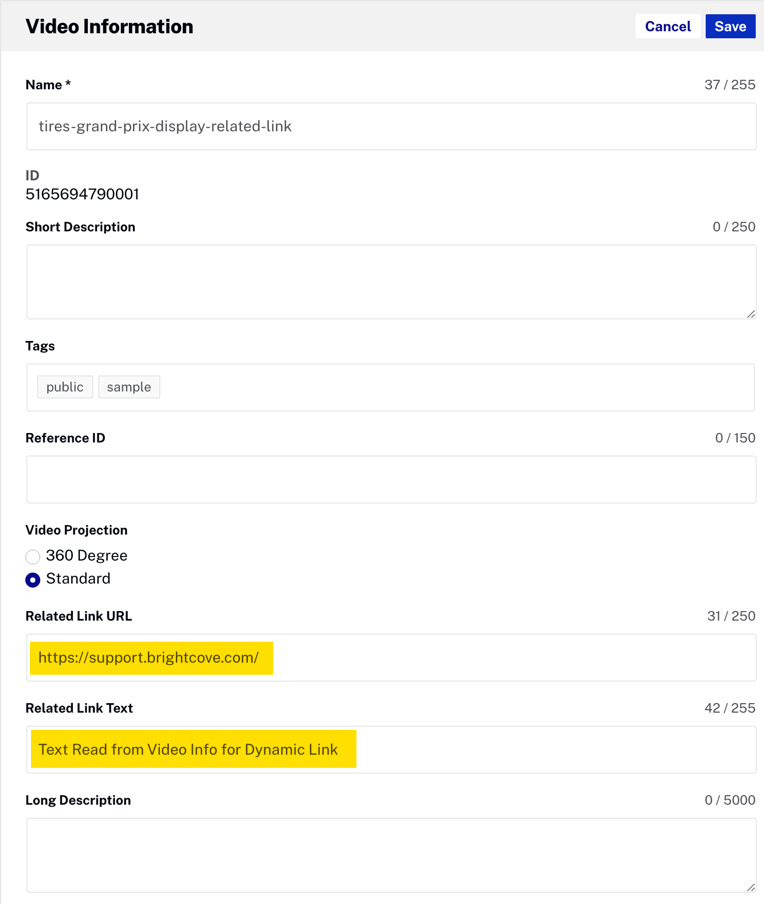 Video Information
Cancel Save
Name * 37 / 255
tires-grand-prix-display-related-link
ID
5165694790001
Short Description 0 / 250
Tags
public sample
Reference ID 0 / 150
Video Projection
360 Degree
Standard
Related Link URL 31 / 250
https://support.brightcove.com/
Related Link Text 42 / 255
Text Read from Video Info for Dynamic Link
Long Description 0 / 5000